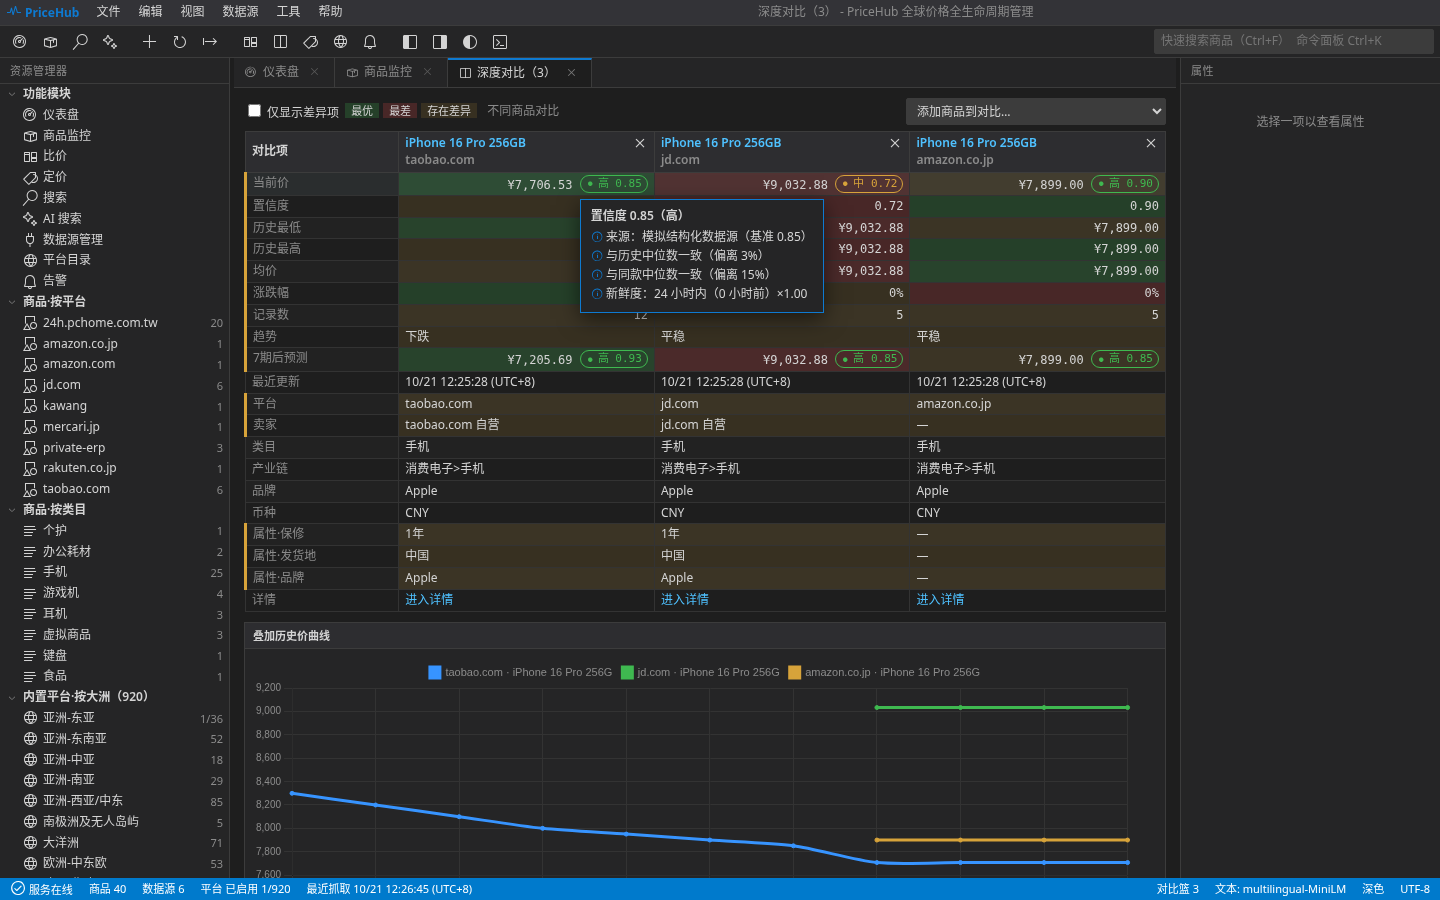 PriceHub 文件 编辑 视图 数据源 工具 帮助 深度对比（3） - PriceHub 全球价格全生命周期管理
快速搜索商品（Ctrl+F） 命令面板 Ctrl+K
资源管理器
功能模块
仪表盘
商品监控
比价
定价
搜索
AI 搜索
数据源管理
平台目录
告警
商品·按平台
24h.pchome.com.tw 20
amazon.co.jp 1
amazon.com 1
jd.com 6
kawang 1
mercari.jp 1
private-erp 3
rakuten.co.jp 1
taobao.com 6
商品·按类目
个护 1
办公耗材 2
手机 25
游戏机 4
耳机 3
虚拟商品 3
键盘 1
食品 1
内置平台·按大洲（920）
亚洲-东亚 1/36
亚洲-东南亚 52
亚洲-中亚 18
亚洲-南亚 29
亚洲-西亚/中东 85
南极洲及无人岛屿 5
大洋洲 71
欧洲-中东欧 53
仪表盘 商品监控 深度对比（3）
仅显示差异项 最优 最差 存在差异 不同商品对比 添加商品到对比...
对比项 iPhone 16 Pro 256GB iPhone 16 Pro 256GB iPhone 16 Pro 256GB
taobao.com jd.com amazon.co.jp
当前价 ¥7,706.53 ● 高 0.85 ¥9,032.88 ● 中 0.72 ¥7,899.00 ● 高 0.90
置信度 0.72 0.90
历史最低 ¥9,032.88 ¥7,899.00
历史最高 ¥9,032.88 ¥7,899.00
均价 ¥9,032.88 ¥7,899.00
涨跌幅 0% 0%
记录数 12 5 5
置信度 0.85（高）
来源：模拟结构化数据源（基准 0.85）
与历史中位数一致（偏离 3%）
与同款中位数一致（偏离 15%）
新鲜度：24 小时内（0 小时前）×1.00
趋势 下跌 平稳 平稳
7期后预测 ¥7,205.69 ● 高 0.93 ¥9,032.88 ● 高 0.85 ¥7,899.00 ● 高 0.85
最近更新 10/21 12:25:28 (UTC+8) 10/21 12:25:28 (UTC+8) 10/21 12:25:28 (UTC+8)
平台 taobao.com jd.com amazon.co.jp
卖家 taobao.com 自营 jd.com 自营 —
类目 手机 手机 手机
产业链 消费电子>手机 消费电子>手机 消费电子>手机
品牌 Apple Apple Apple
币种 CNY CNY CNY
属性·保修 1年 1年 —
属性·发货地 中国 中国 —
属性·品牌 Apple Apple —
详情 进入详情 进入详情 进入详情
叠加历史价曲线
taobao.com · iPhone 16 Pro 256G jd.com · iPhone 16 Pro 256G amazon.co.jp · iPhone 16 Pro 256G
9,200
9,000
8,800
8,600
8,400
8,200
8,000
7,800
7,600
属性
选择一项以查看属性
服务在线 商品 40 数据源 6 平台 已启用 1/920 最近抓取 10/21 12:26:45 (UTC+8) 对比篮 3 文本: multilingual-MiniLM 深色 UTF-8